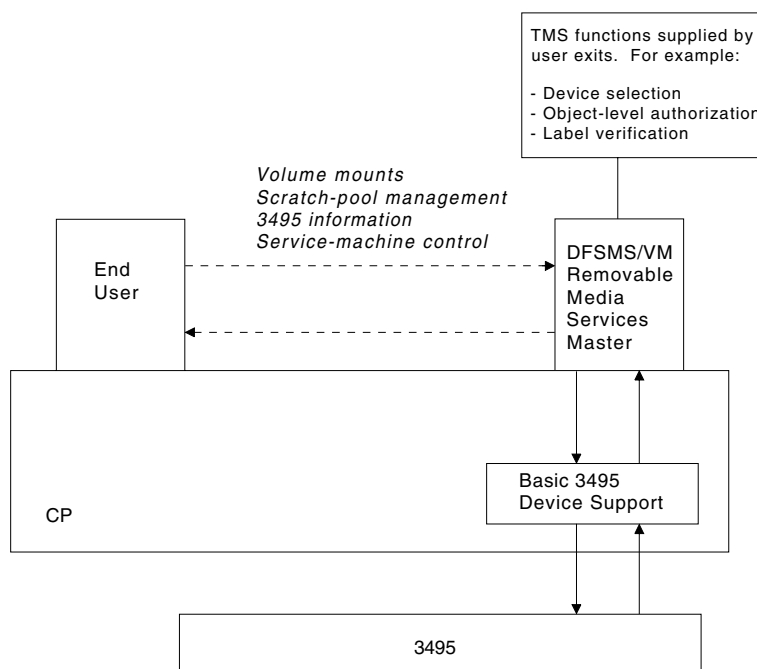 TMS functions supplied by
user exits. For example:
- Device selection
- Object-level authorization
- Label verification
Volume mounts
Scratch-pool management
3495 information
Service-machine control
End
User
DFSMS/VM
Removable
Media
Services
Master
Basic 3495
Device Support
CP
3495